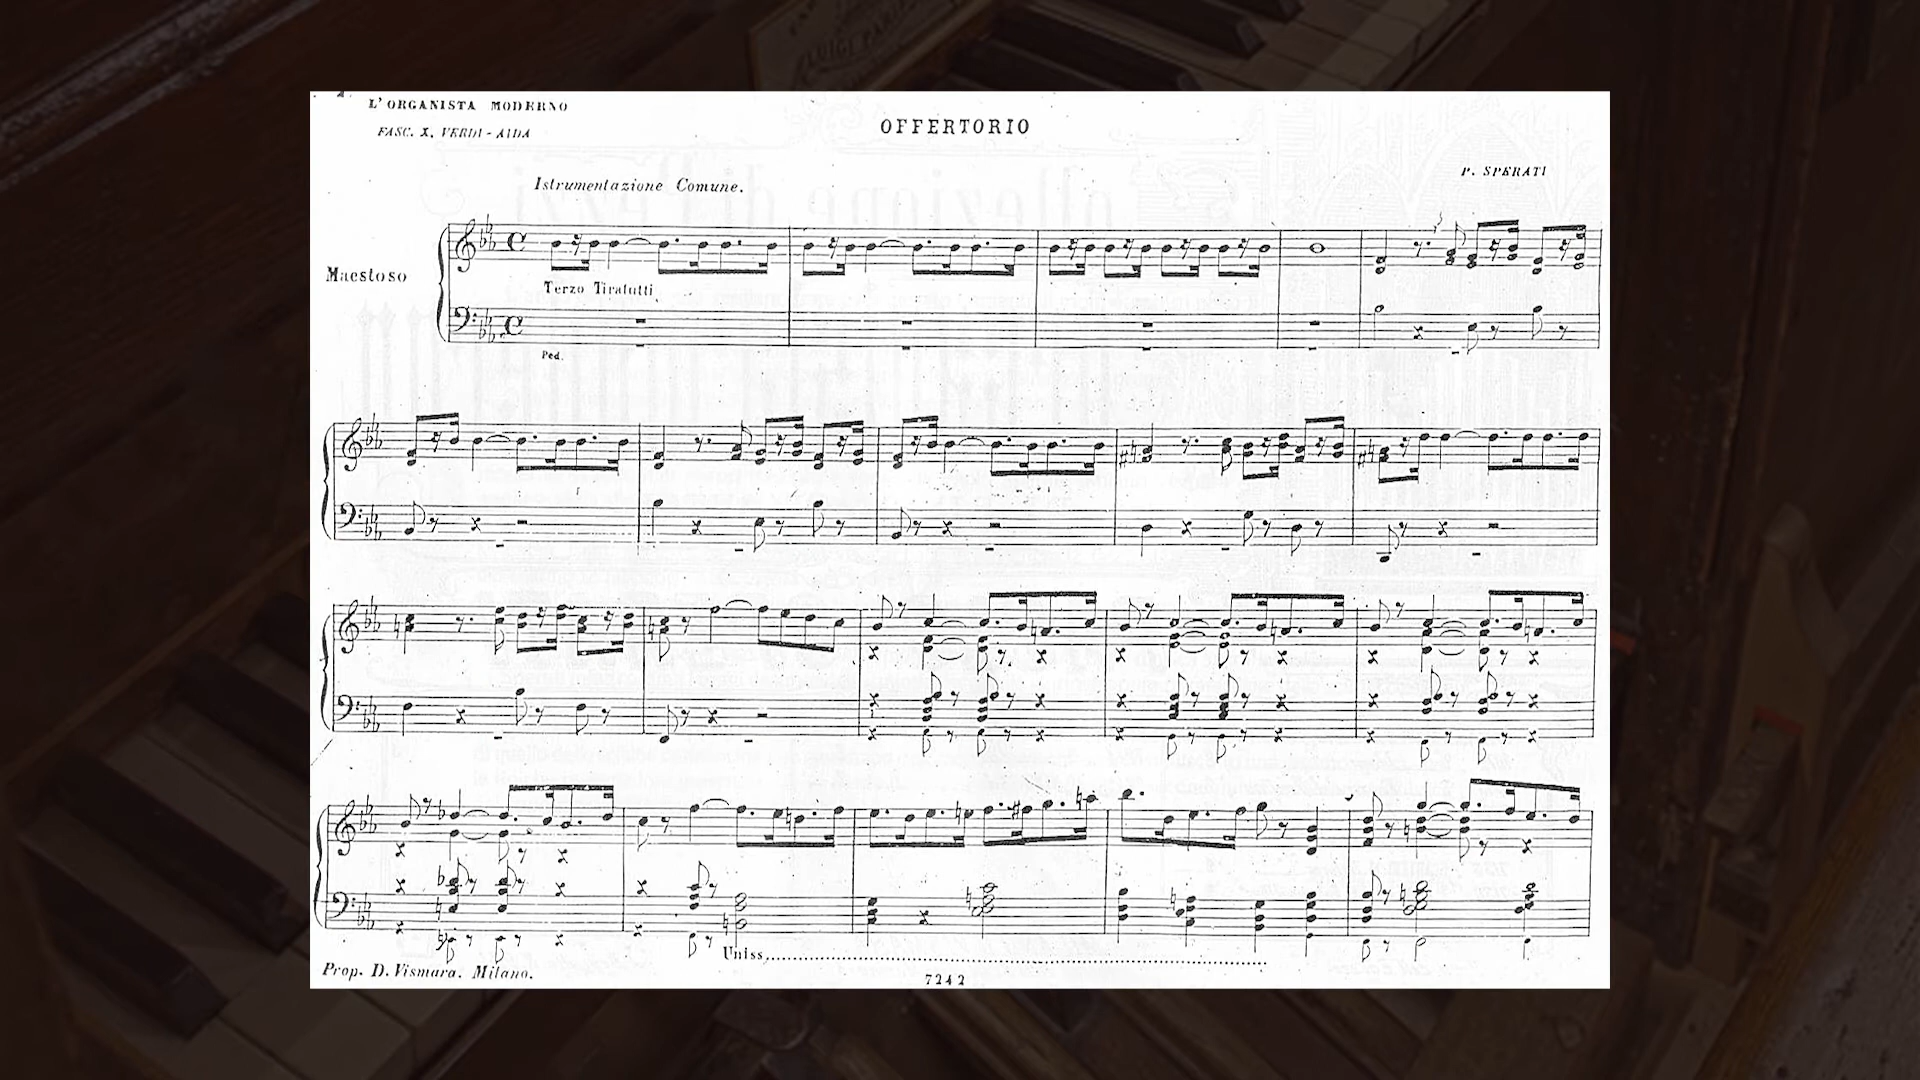 L'ORGANISTA MODERNO
FASC. X. VERDI - AIDA
OFFERTORIO
P. SPERATI
Istrumentazione Comune.
Maestoso
Terzo Tiratutti
Ped.
Uniss.
Prop. D. Vismara. Milano.
7242